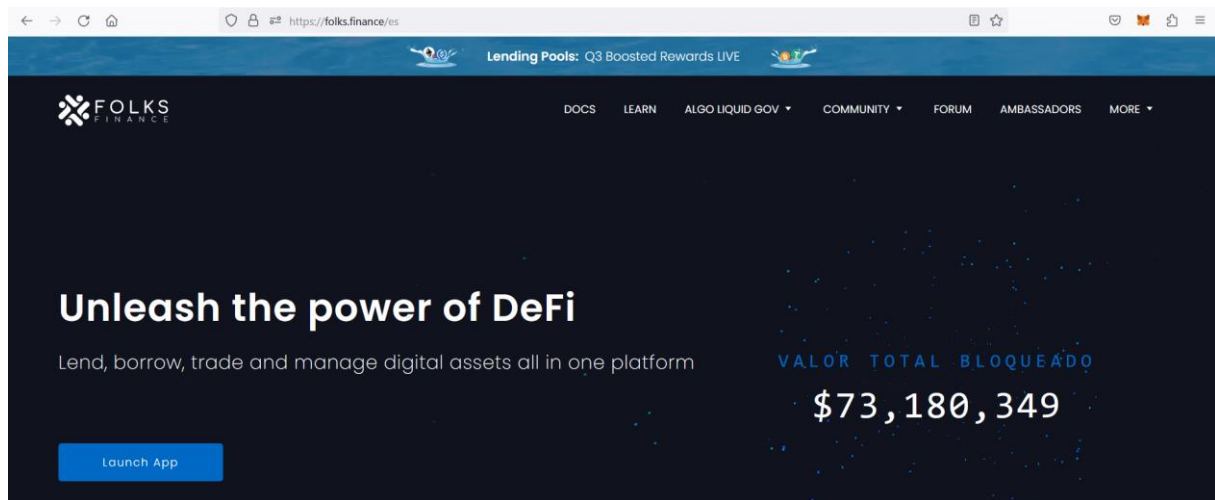 https://folks.finance/es
Lending Pools: Q3 Boosted Rewards LIVE
FOLKS
FINANCE
DOCS LEARN ALGO LIQUID GOV COMMUNITY FORUM AMBASSADORS MORE
Unleash the power of DeFi
Lend, borrow, trade and manage digital assets all in one platform
VALOR TOTAL BLOQUEADO
$73,180,349
Launch App